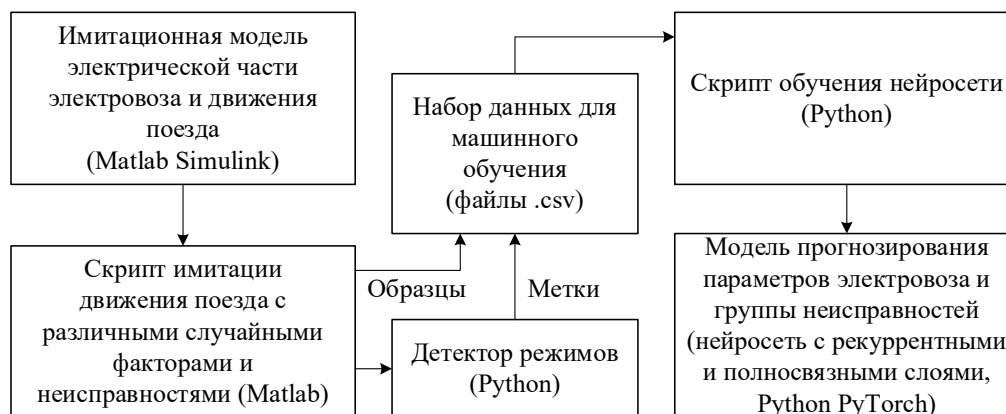 Имитационная модель
электрической части
электровоза и движения
поезда
(Matlab Simulink)
Скрипт имитации
движения поезда с
различными случайными
факторами и
неисправностями (Matlab)
Образцы
Метки
Детектор режимов
(Python)
Набор данных для
машинного
обучения
(файлы .csv)
Скрипт обучения нейросети
(Python)
Модель прогнозирования
параметров электровоза и
группы неисправностей
(нейросеть с рекуррентными
и полносвязными слоями,
Python PyTorch)